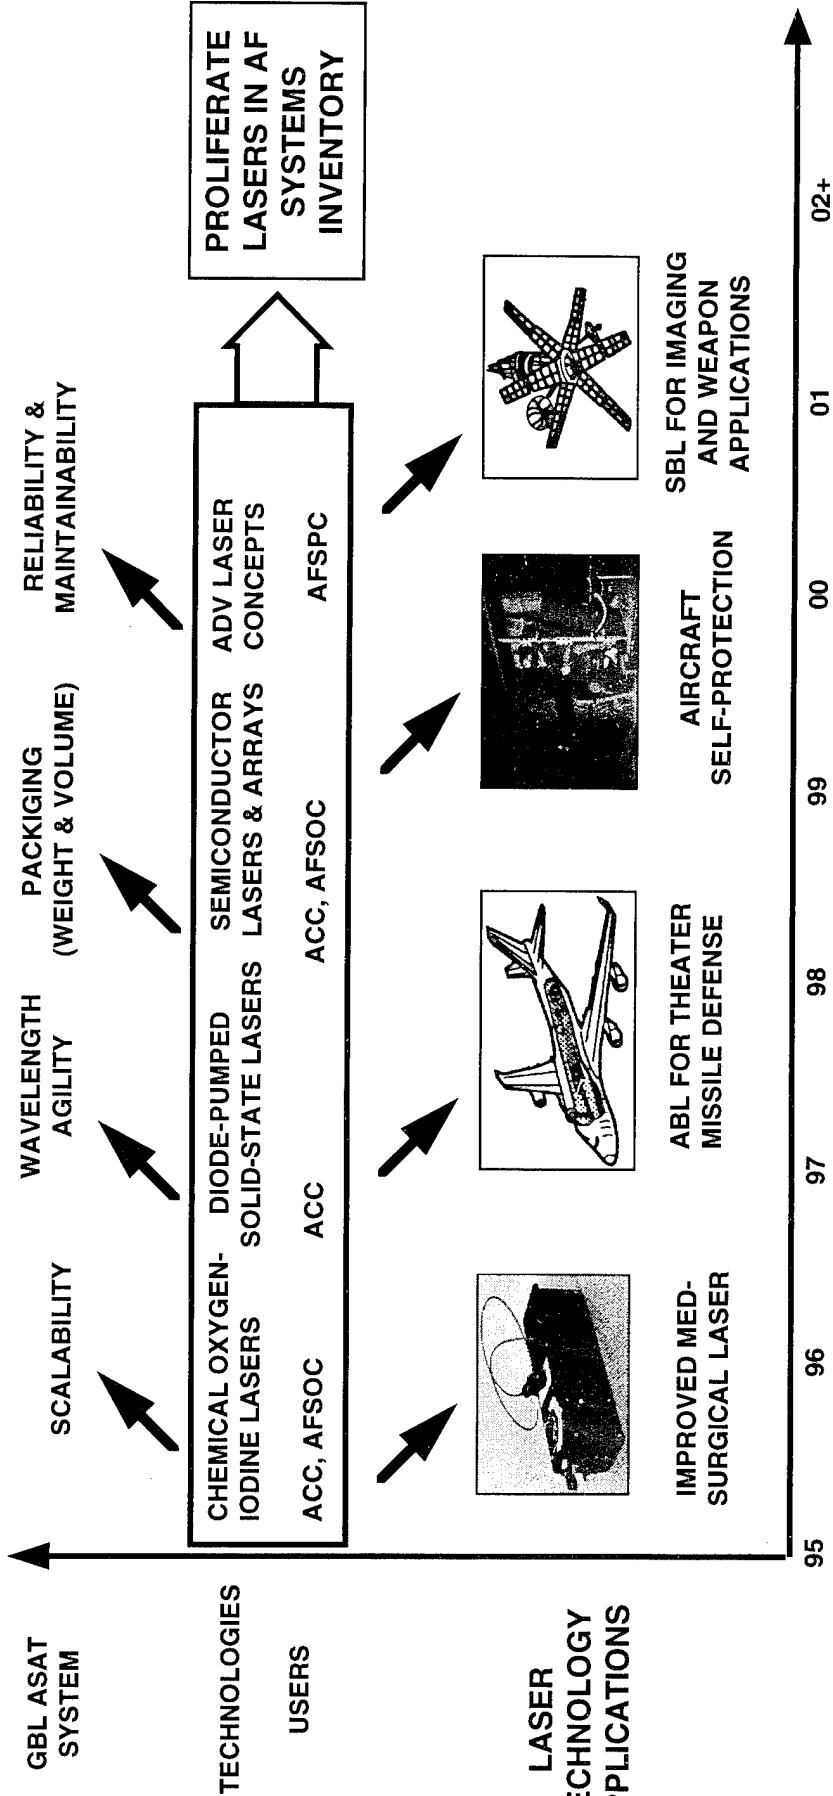 GBL ASAT
SYSTEM
SCALABILITY
WAVELENGTH
AGILITY
PACKIGING
(WEIGHT & VOLUME)
RELIABILITY &
MAINTAINABILITY
TECHNOLOGIES
USERS
CHEMICAL OXYGEN-
IODINE LASERS
ACC, AFSOC
DIODE-PUMPED
SOLID-STATE LASERS
ACC
SEMICONDUCTOR
LASERS & ARRAYS
ACC, AFSOC
ADV LASER
CONCEPTS
AFSPC
PROLIFERATE
LASERS IN AF
SYSTEMS
INVENTORY
LASER
ECHNOLOGY
PPLICATIONS
IMPROVED MED-
SURGICAL LASER
ABL FOR THEATER
MISSILE DEFENSE
AIRCRAFT
SELF-PROTECTION
SBL FOR IMAGING
AND WEAPON
APPLICATIONS
95 96 97 98 99 00 01 02+